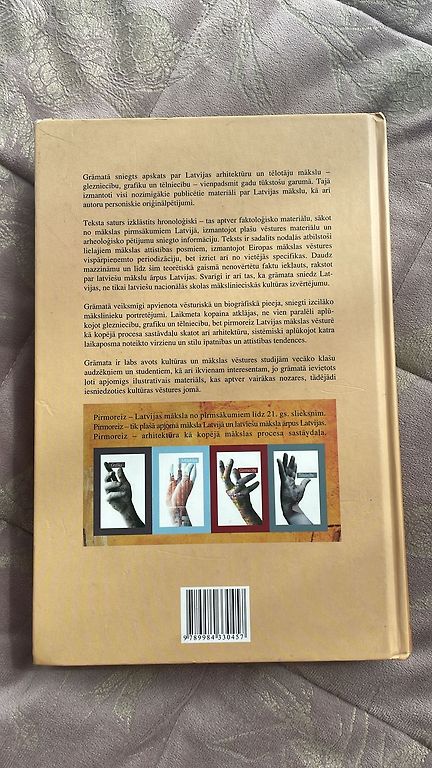 Grāmatā sniegts apskats par Latvijas arhitektūru un tēlotāju mākslu –
glezniecību, grafiku un tēlniecību – vienpadsmit gadu tūkstošu garumā. Tajā
izmantoti visi nozīmīgākie publicētie materiāli par Latvijas mākslu, kā arī
autoru personiskie oriģinālpētījumi.
Teksta saturs izklāstīts hronoloģiski – tas aptver faktoloģisko materiālu, sākot
no mākslas pirmsākumiem Latvijā, izmantojot plašu vēstures materiālu un
arheoloģisko pētījumu sniegto informāciju. Teksts ir sadalīts nodaļās atbilstoši
lielajiem mākslas attīstības posmiem, izmantojot Eiropas mākslas vēstures
vispārpieņemto periodizāciju, bet izriet arī no vietējās specifikas. Daudz
mazzināmu un līdz šim teorētiskā gaismā nenovērtētu faktu iekļauts, rakstot
par latviešu mākslu ārpus Latvijas. Svarīgi ir arī tas, ka grāmata sniedz Lat-
vijas, ne tikai latviešu nacionālās skolas mākslinieciskās kultūras izvērtējumu.
Grāmatā veiksmīgi apvienota vēsturiskā un biogrāfiskā pieeja, sniegti izcilāko
mākslinieku portretējumi. Laikmeta kopaina atklājas, ne vien paralēli aplū-
kojot glezniecību, grafiku un tēlniecību, bet pirmoreiz Latvijas mākslas vēsturē
kā kopējā procesa sastāvdaļu skatot arī arhitektūru, sistēmiski aplūkojot katra
laikaposma noteikto virzienu un stilu īpatnības un attīstības tendences.
Grāmata ir labs avots kultūras un mākslas vēstures studijām vecāko klašu
audzēkņiem un studentiem, kā arī ikvienam interesentam, jo grāmatā ievietots
ļoti apjomīgs ilustratīvais materiāls, kas aptver vairākas nozares, tādējādi
iesniedzoties kultūras vēstures jomā.
Pirmoreiz – Latvijas māksla no pirmsākumiem līdz 21. gs. slieksnim.
Pirmoreiz – tik plašā apjomā māksla Latvijā un latviešu māksla ārpus Latvijas.
Pirmoreiz – arhitektūra kā kopējā mākslas procesa sastāvdaļa.
9 789984 330457